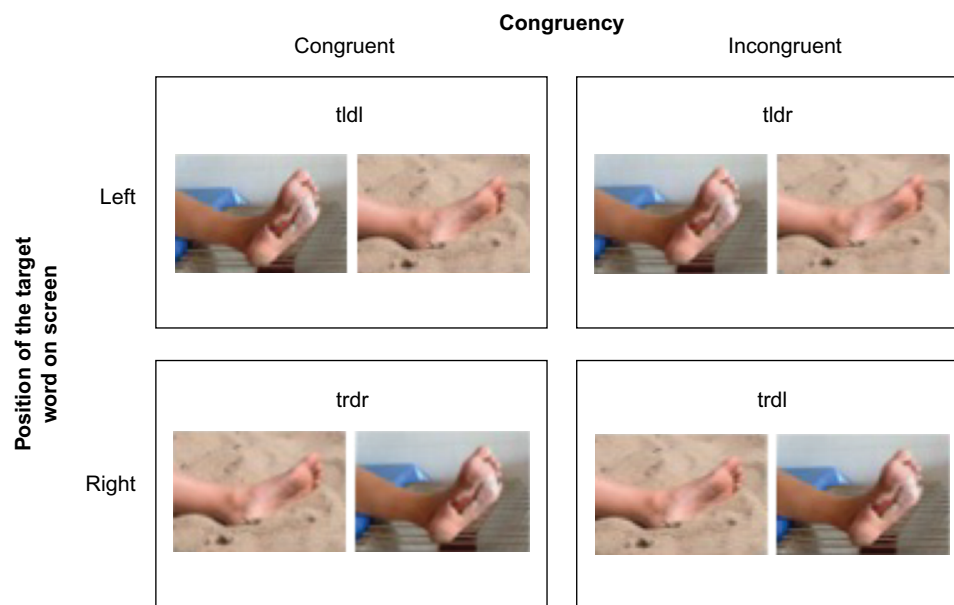 Congruency
Congruent
Incongruent
Position of the target
word on screen
Left
tldl
tldr
Right
trdr
trdl